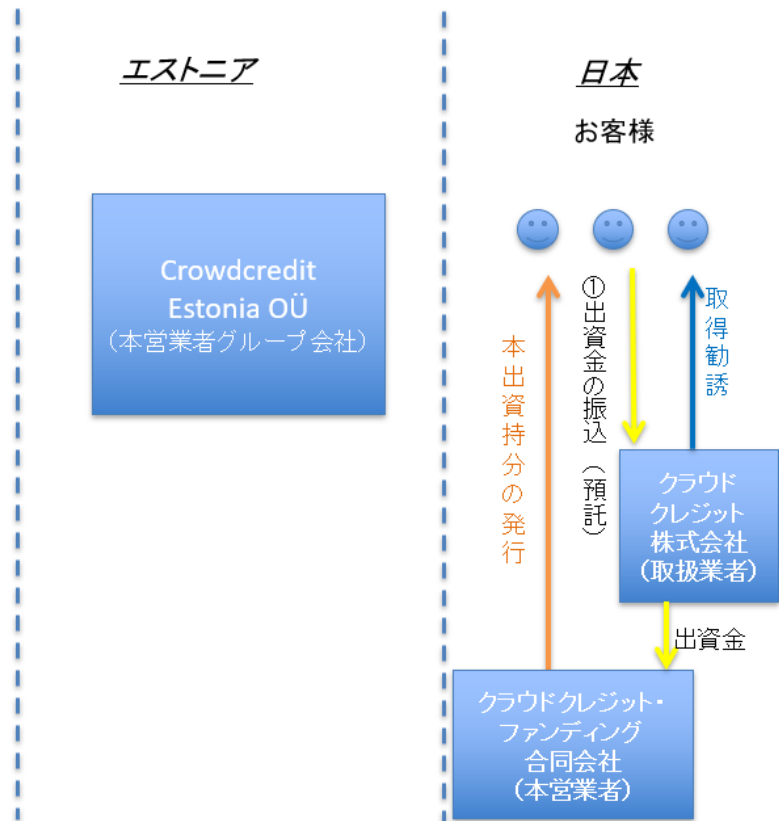 エストニア
日本
お客様
Crowdcredit
Estonia OÜ
（本営業者グループ会社）
本出資持分の発行
①出資金の振込（預託）
取得勧誘
クラウド
クレジット
株式会社
（取扱業者）
出資金
クラウドクレジット・
ファンディング
合同会社
（本営業者）